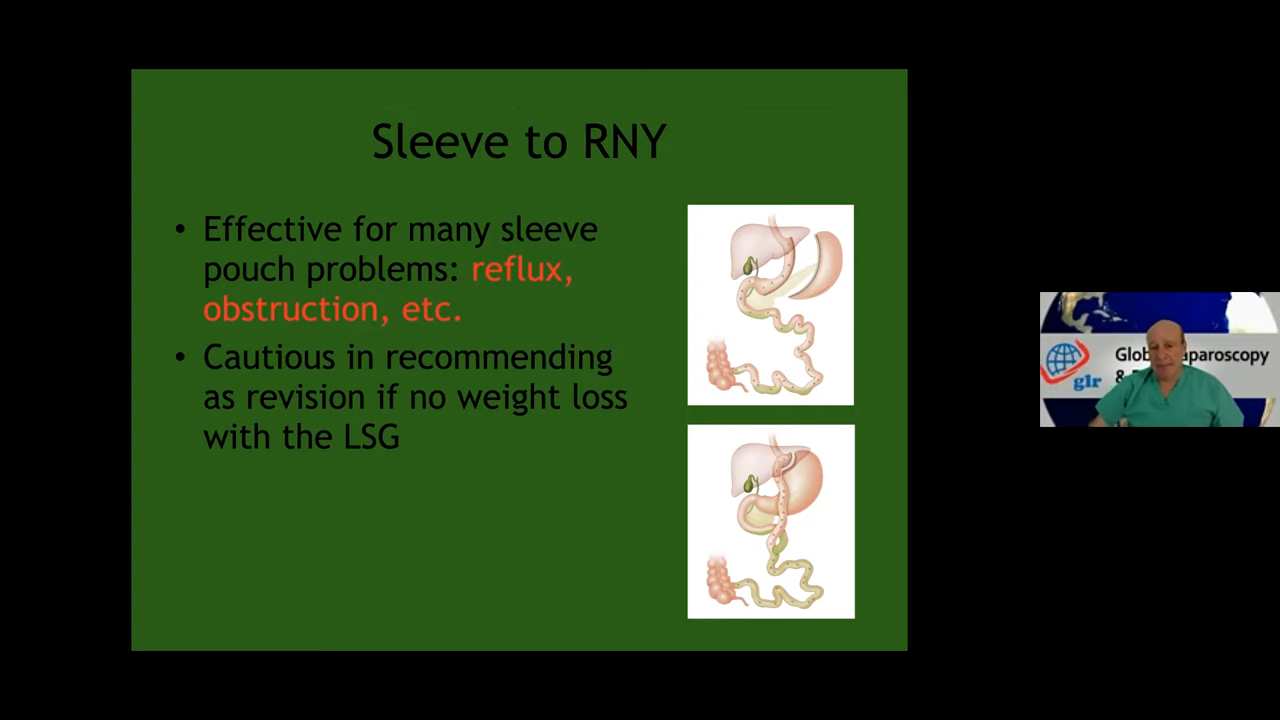 Sleeve to RNY
• Effective for many sleeve
pouch problems: reflux,
obstruction, etc.
• Cautious in recommending
as revision if no weight loss
with the LSG
aparoscopy
&
glr